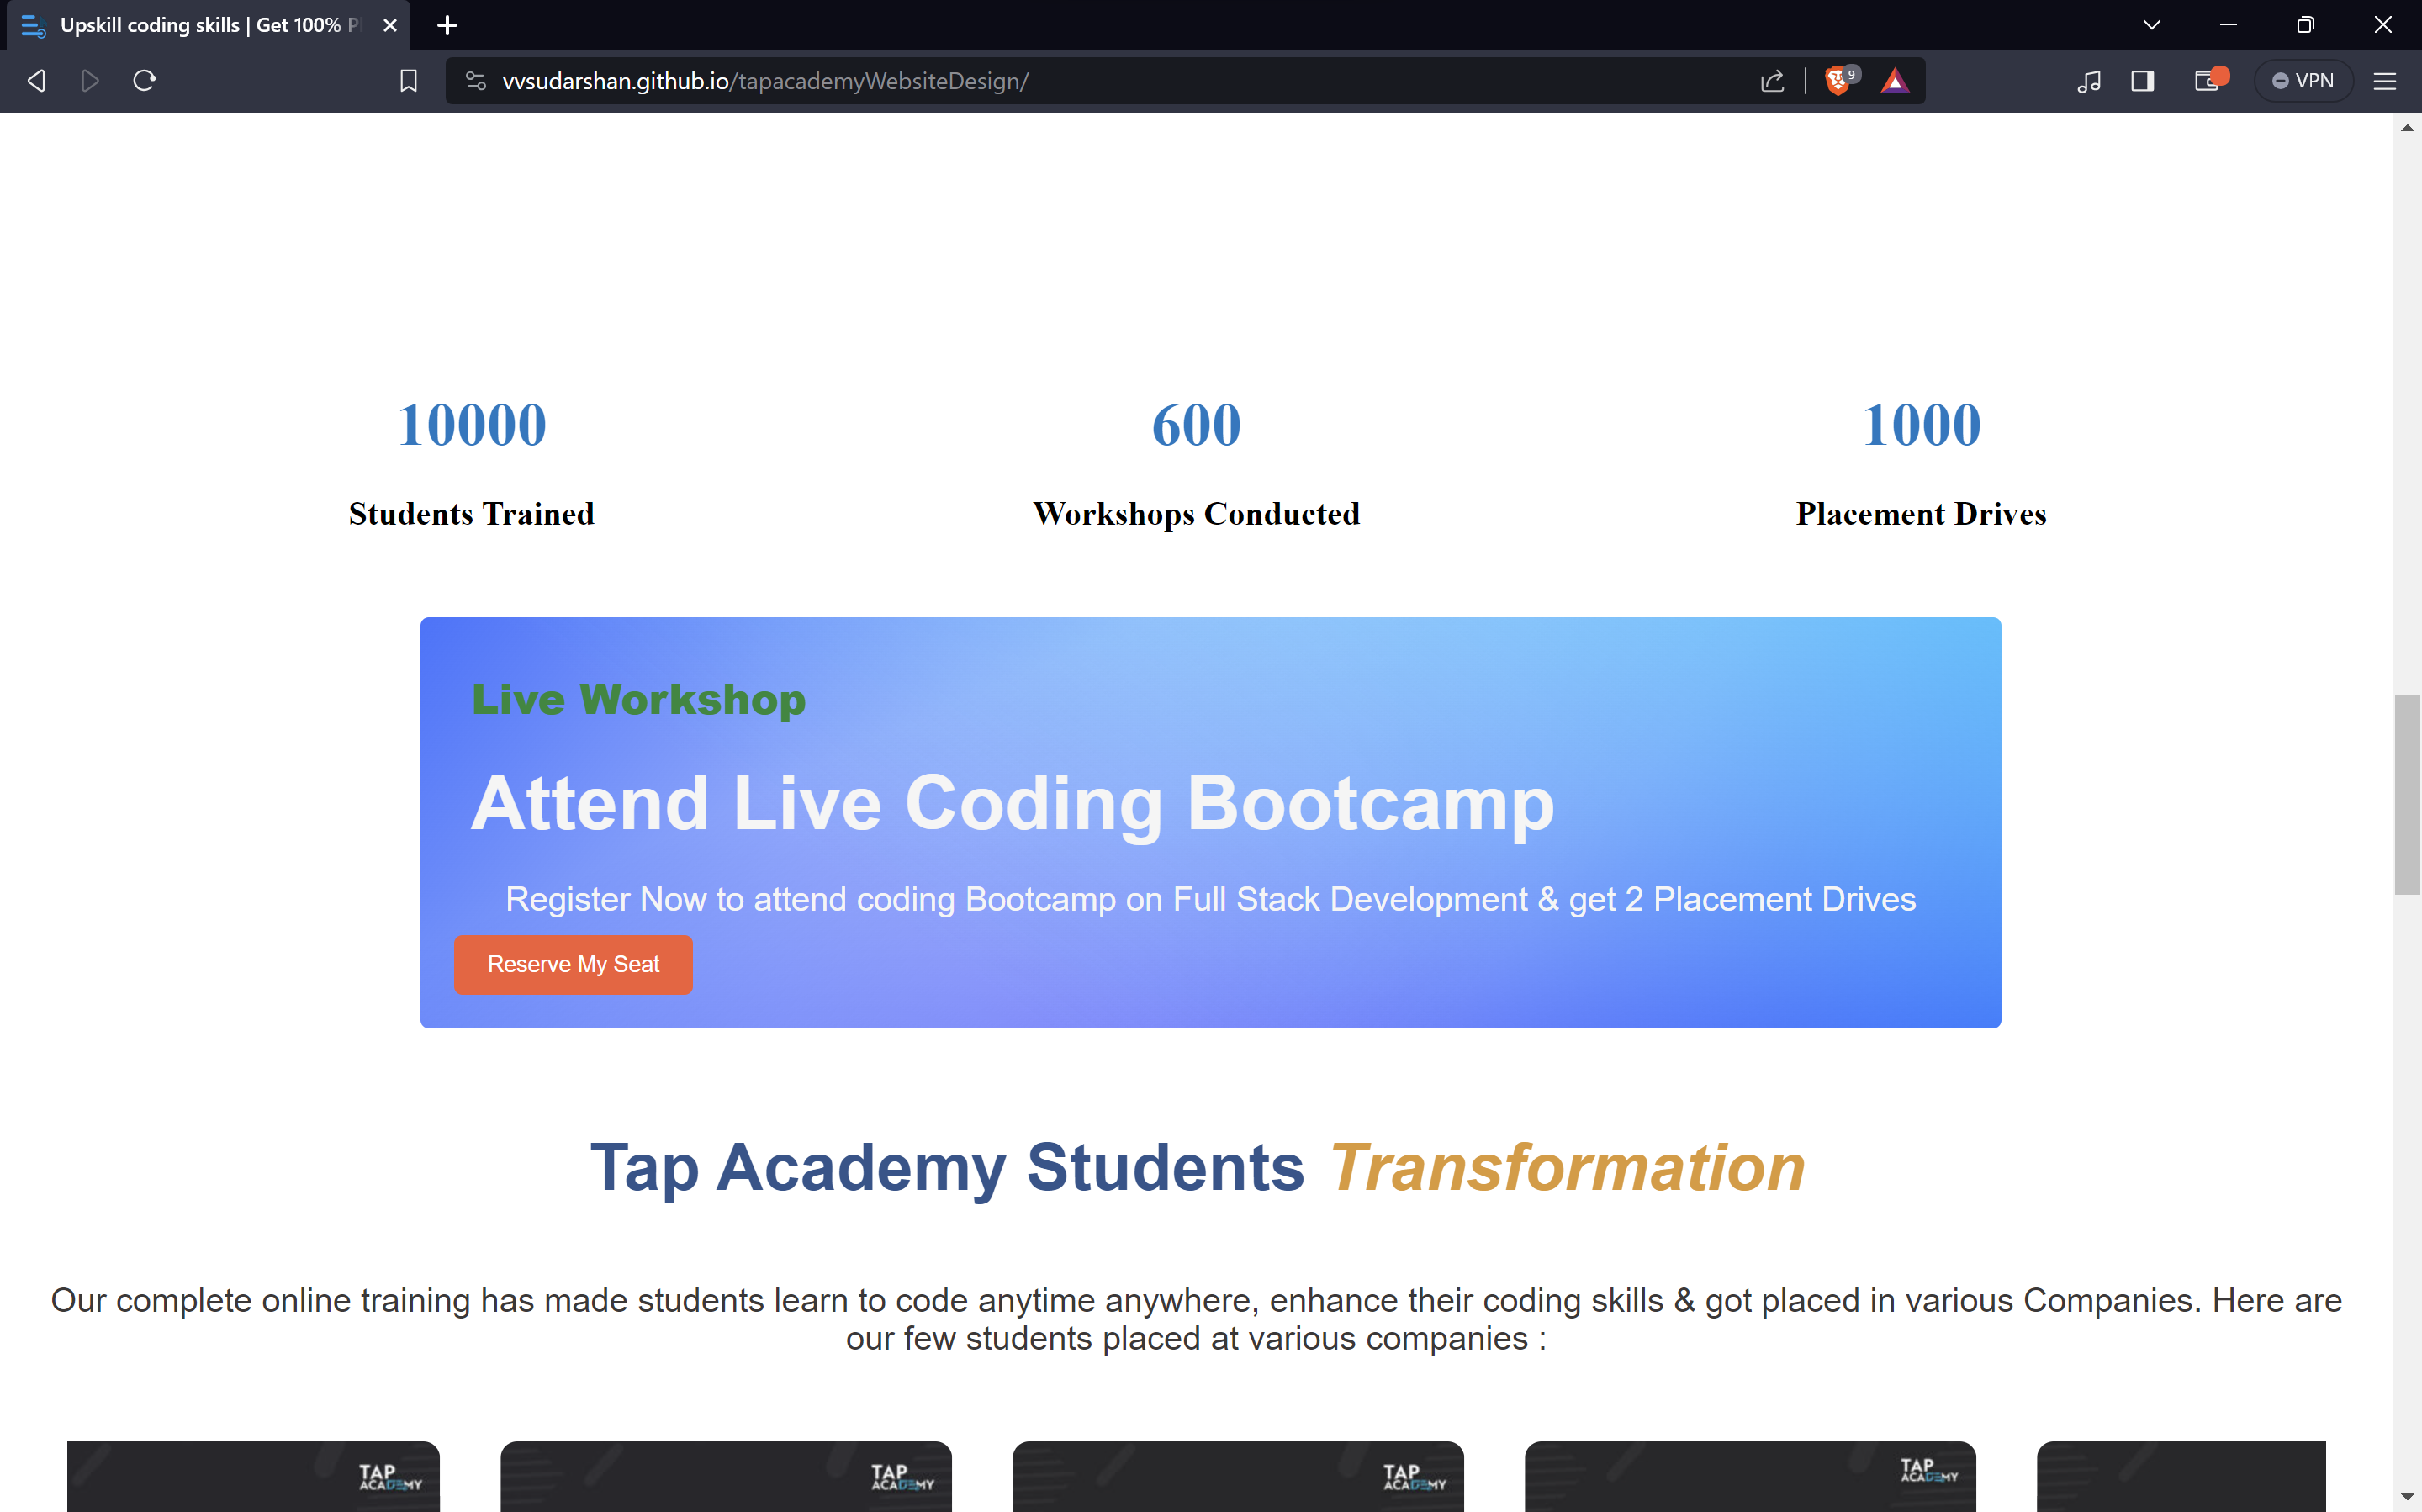 Upskill coding skills | Get 100%
vvsudarshan.github.io/tapacademyWebsiteDesign/
9
VPN
10000
600
1000
Students Trained
Workshops Conducted
Placement Drives
Live Workshop
Attend Live Coding Bootcamp
Register Now to attend coding Bootcamp on Full Stack Development & get 2 Placement Drives
Reserve My Seat
Tap Academy Students Transformation
Our complete online training has made students learn to code anytime anywhere, enhance their coding skills & got placed in various Companies. Here are
our few students placed at various companies :
TAP
ACADEMY
TAP
ACADEMY
TAP
ACADEMY
TAP
ACADEMY